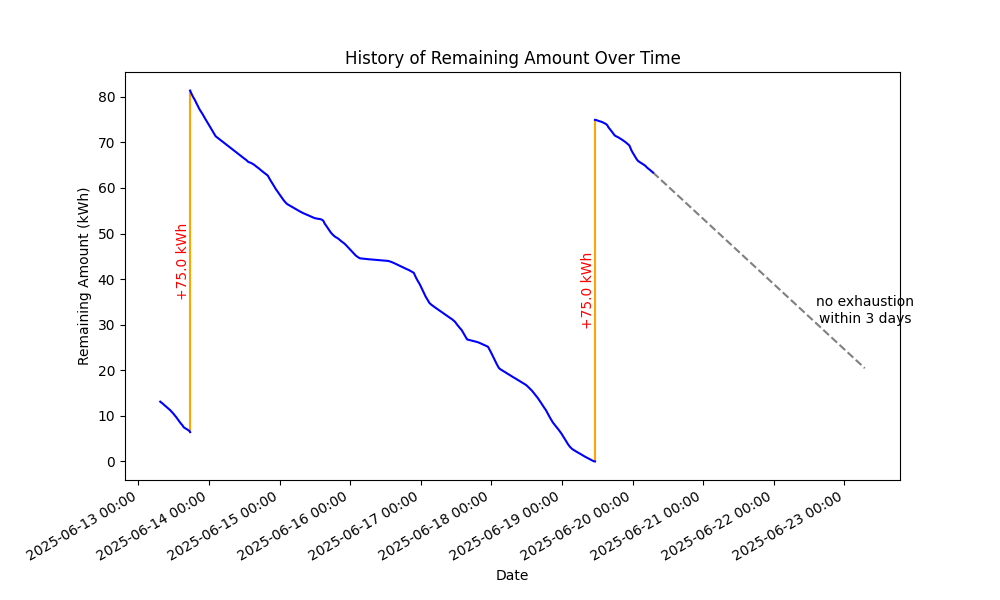 History of Remaining Amount Over Time
Remaining Amount (kWh)
80
70
60
50
40
30
20
10
0
+75.0 kWh
+75.0 kWh
no exhaustion
within 3 days
2025-06-13 00:00
2025-06-14 00:00
2025-06-15 00:00
2025-06-16 00:00
2025-06-17 00:00
2025-06-18 00:00
2025-06-19 00:00
2025-06-20 00:00
2025-06-21 00:00
2025-06-22 00:00
2025-06-23 00:00
Date